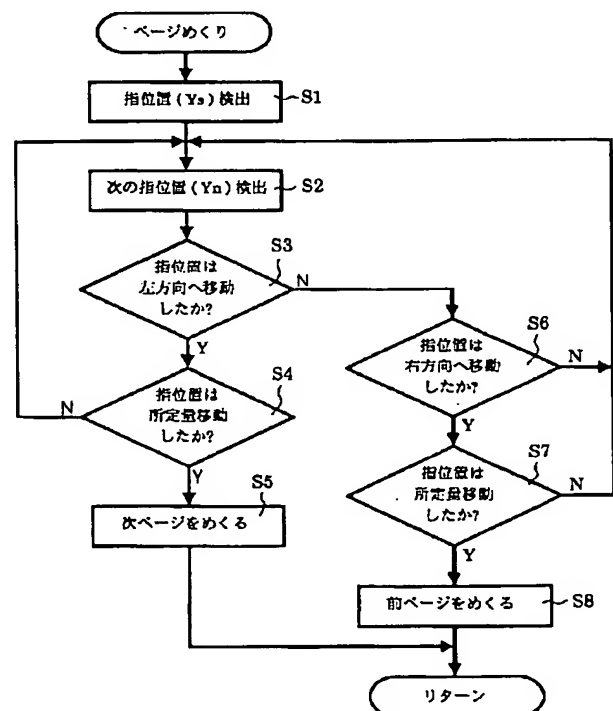 ページめくり
指位置(Ys)検出
S1
次の指位置(Yn)検出
S2
指位置は
左方向へ移動
したか?
S3
N
Y
指位置は
所定量移動
したか?
S4
N
Y
次ページをめくる
S5
指位置は
右方向へ移動
したか?
S6
N
Y
指位置は
所定量移動
したか?
S7
N
Y
前ページをめくる
S8
リターン